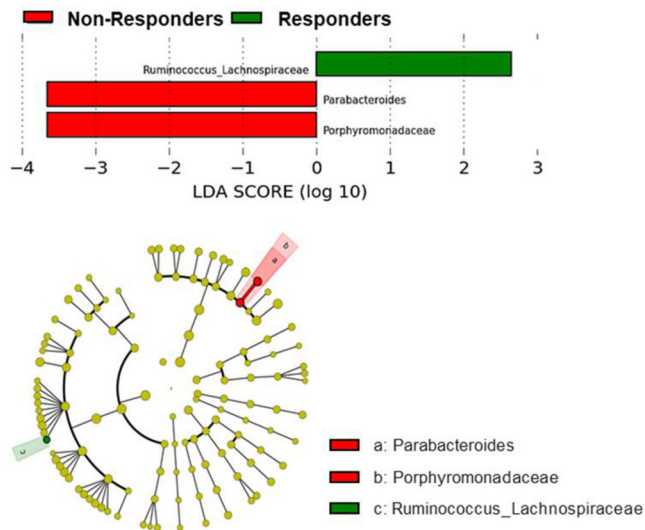 Non-Responders Responders
Ruminococcus_Lachnospiraceae
Parabacteroides
Porphyromonadaceae
−4 −3 −2 −1 0 1 2 3
LDA SCORE (log 10)
b
a
c
a: Parabacteroides
b: Porphyromonadaceae
c: Ruminococcus_Lachnospiraceae